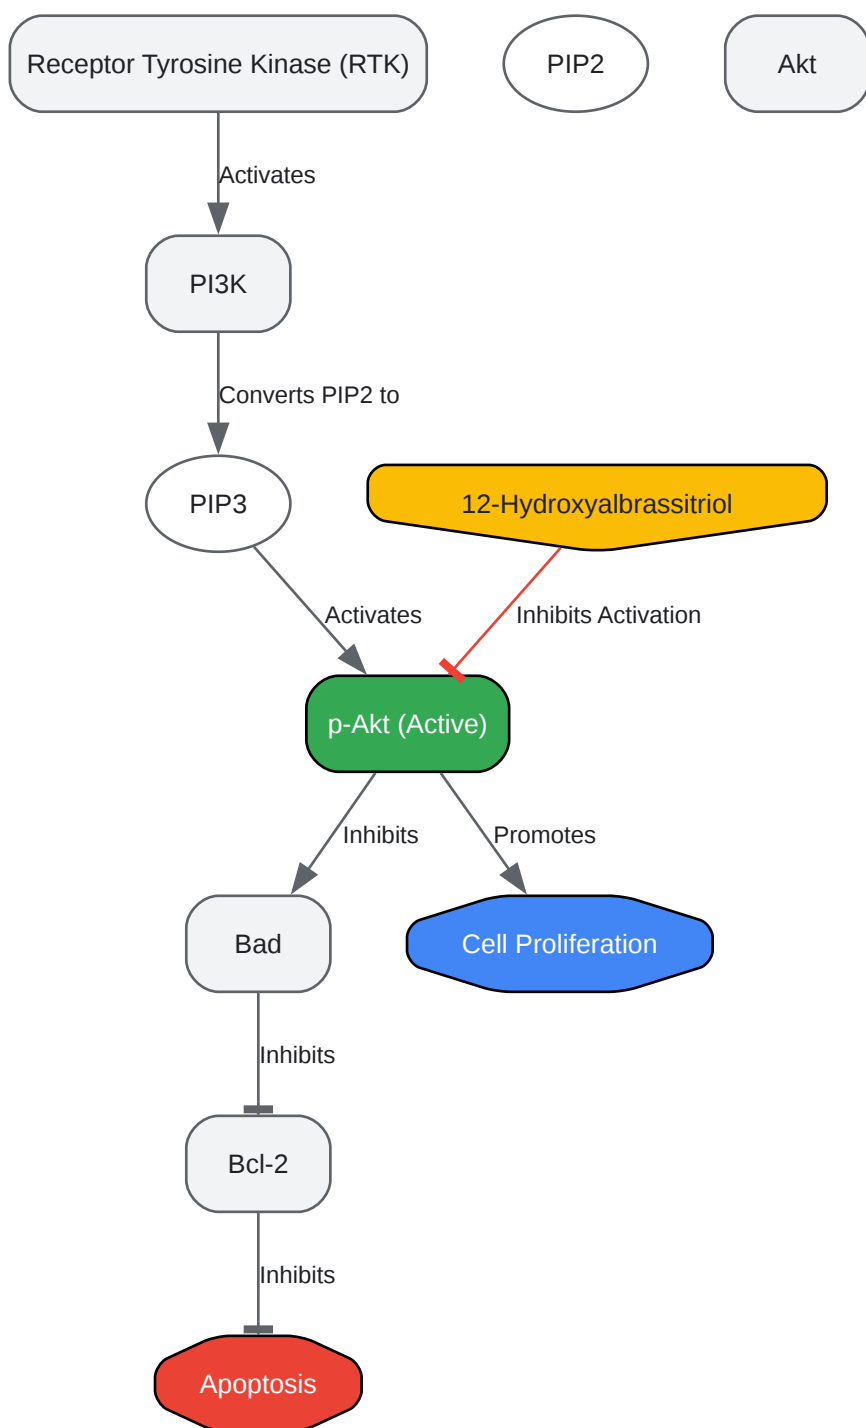 Receptor Tyrosine Kinase (RTK)
PIP2
Akt
Activates
PI3K
Converts PIP2 to
PIP3
12-Hydroxyalbrassitriol
Activates
Inhibits Activation
p-Akt (Active)
Inhibits
Promotes
Bad
Cell Proliferation
Inhibits
Bcl-2
Inhibits
Apoptosis